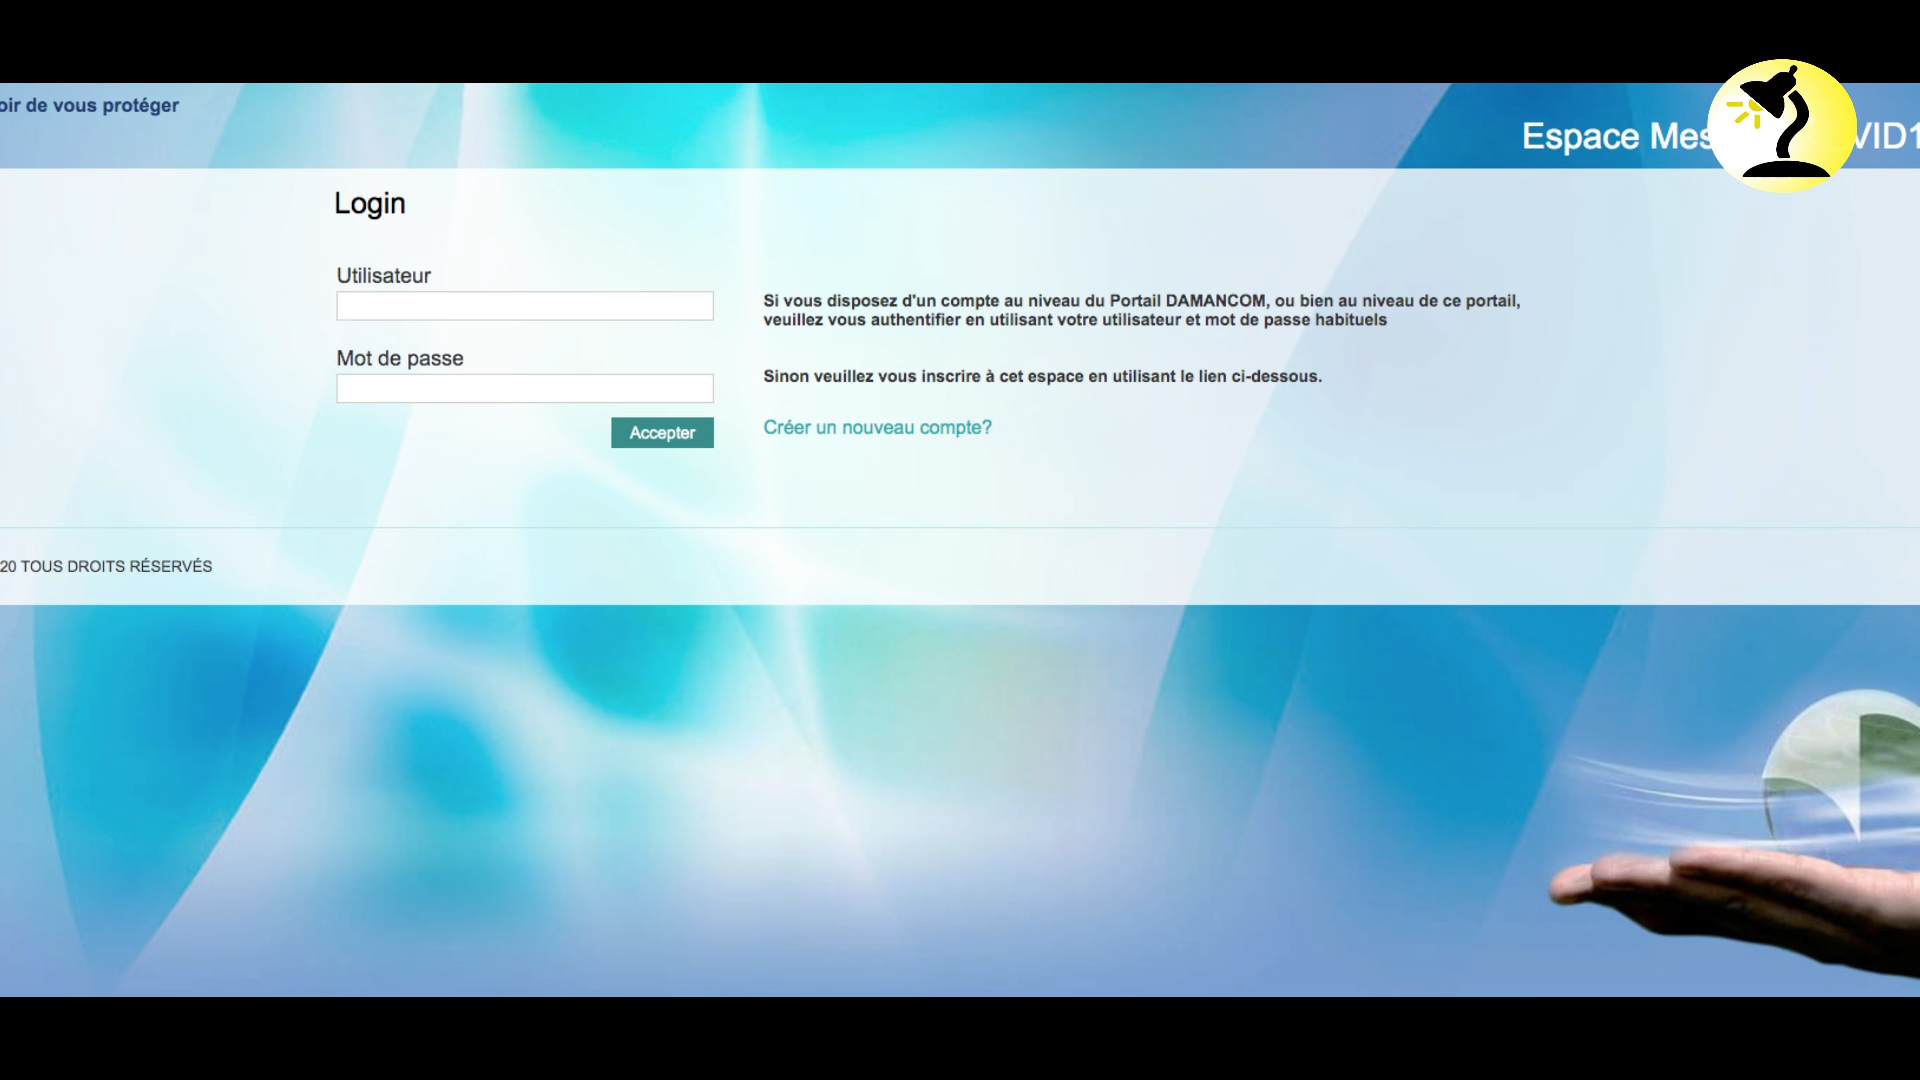 oir de vous protéger
Espace
Login
Utilisateur
Si vous disposez d'un compte au niveau du Portail DAMANCOM, ou bien au niveau de ce portail,
veuillez vous authentifier en utilisant votre utilisateur et mot de passe habituels
Mot de passe
Sinon veuillez vous inscrire à cet espace en utilisant le lien ci-dessous.
Accepter
Créer un nouveau compte?
20 TOUS DROITS RÉSERVÉS